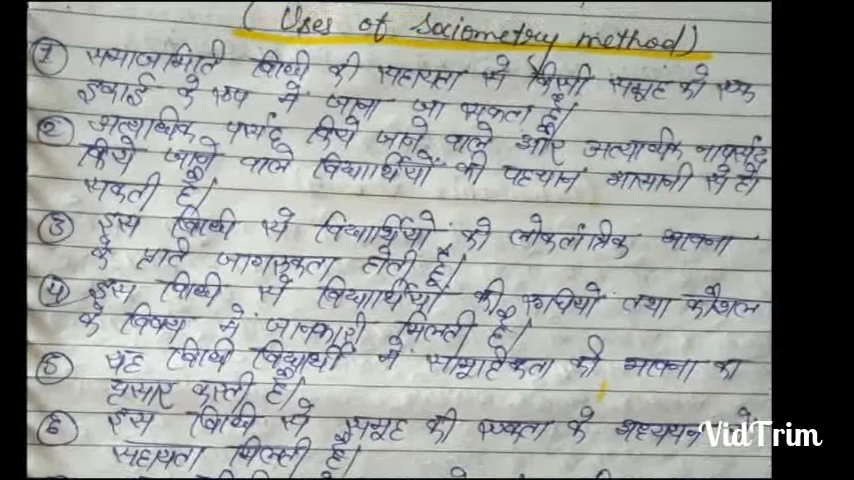 ( Uses of Sociometry method)
① समाजमिति विधि की सहायता से किसी समूह को एक
इकाई के रूप में जाना जा सकता है।
② अत्याधिक पसंद किये जाने वाले और अत्याधिक नापसंद
किये जाने वाले विद्यार्थियों की पहचान आसानी से हो
सकती है।
③ इस विधि से विद्यार्थियों को लोकतांत्रिक भावना
के प्रति जागरुकता होती है।
④ इस विधि से विद्यार्थियों की रूचियों तथा कौशल
के विषय में जानकारी मिलती है।
⑤ यह विधि विद्यार्थी में सामूहिकता की भावना का
प्रसार करती है।
⑥ इस विधि से समूह की एकता के अध्ययन
सहायता मिलती है।
VidTrim